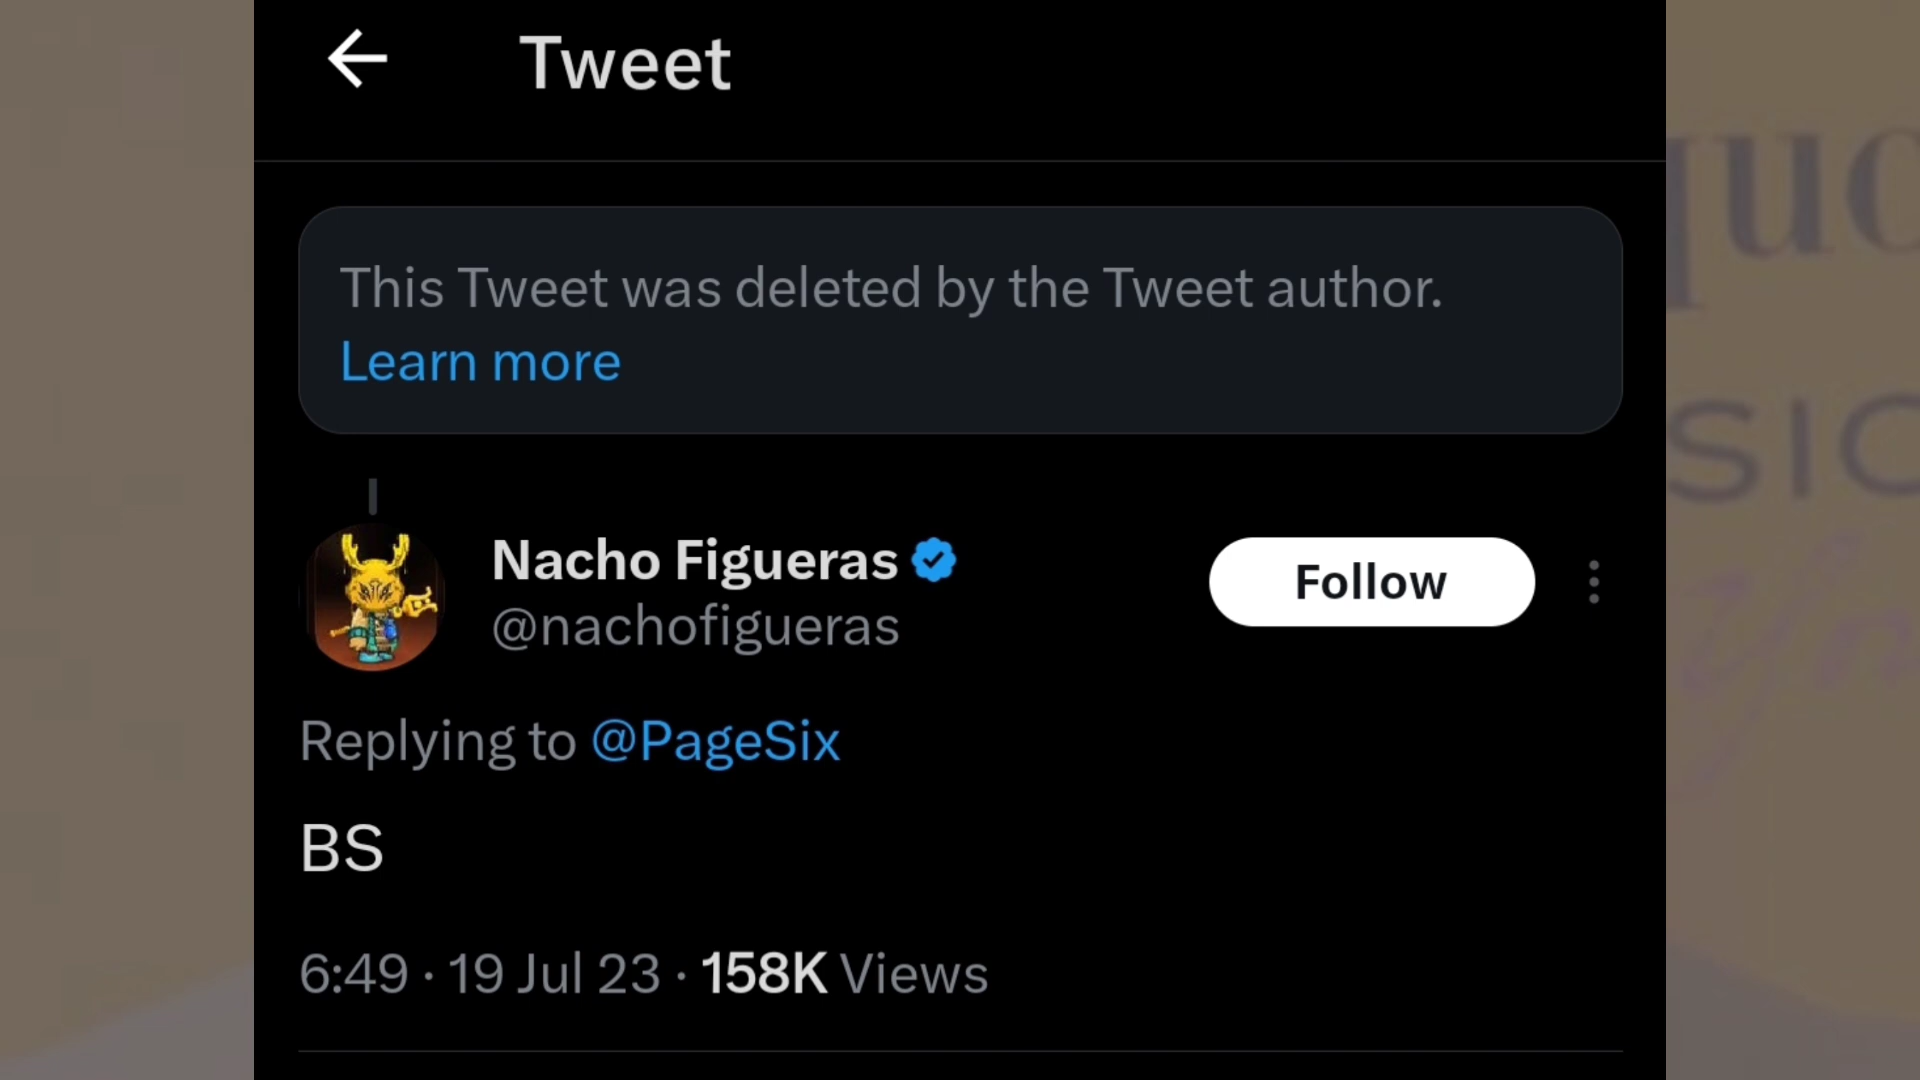 Tweet
This Tweet was deleted by the Tweet author.
Learn more
Nacho Figueras
@nachofigueras
Follow
Replying to @PageSix
BS
6:49 · 19 Jul 23 · 158K Views